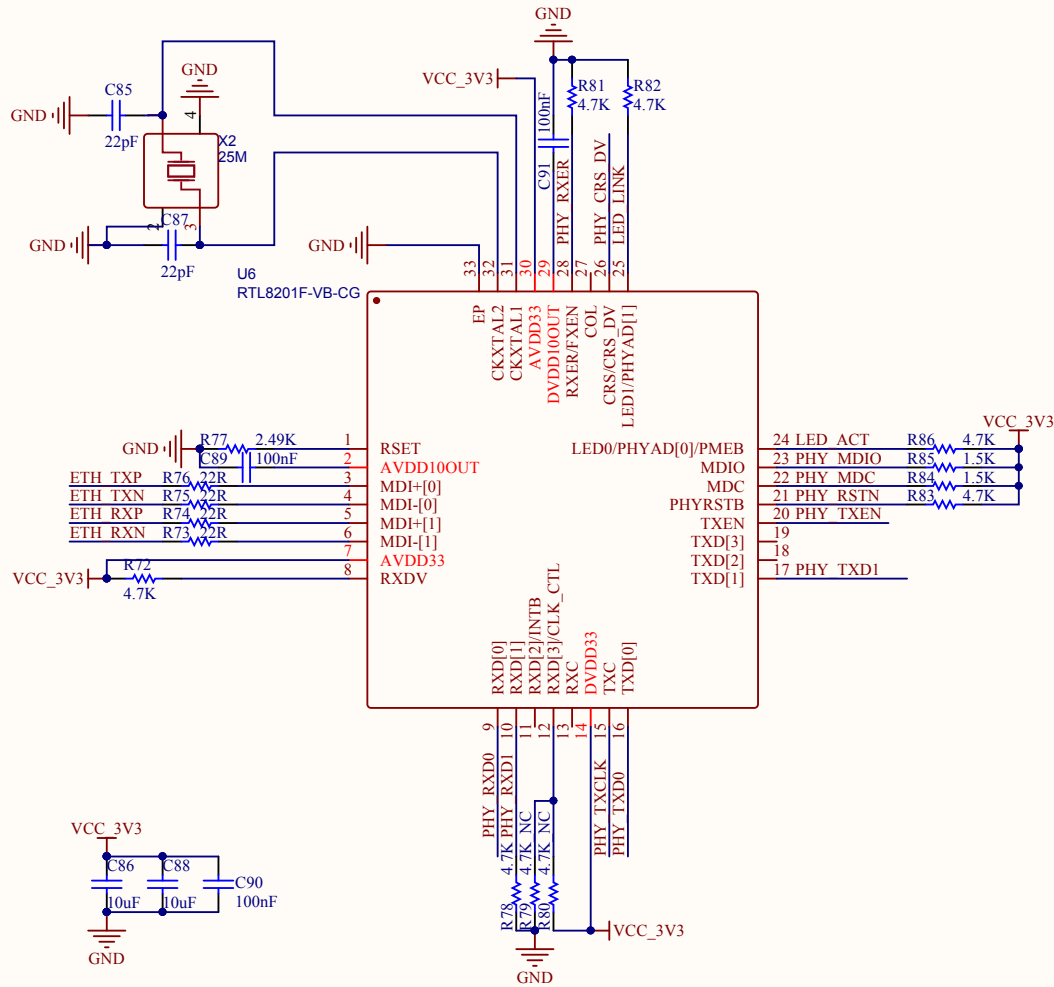 GND
VCC_3V3
R81
4.7K
R82
4.7K
100nF
C91
PHY_RXER
PHY_CRS_DV
LED_LINK
GND
C85
GND
22pF
4
X2
25M
2
3
C87
GND
22pF
GND
U6
RTL8201F-VB-CG
33
32
31
30
29
28
27
26
25
EP
CKXTAL2
CKXTAL1
AVDD33
DVDD10OUT
RXER/FXEN
COL
CRS/CRS_DV
LED1/PHYAD[1]
GND
R77
2.49K
1
RSET
C89
100nF
2
AVDD10OUT
ETH_TXP
R76
22R
3
MDI+[0]
ETH_TXN
R75
22R
4
MDI-[0]
ETH_RXP
R74
22R
5
MDI+[1]
ETH_RXN
R73
22R
6
MDI-[1]
7
AVDD33
VCC_3V3
R72
4.7K
8
RXDV
VCC_3V3
LED0/PHYAD[0]/PMEB
24
LED_ACT
R86
4.7K
MDIO
23
PHY_MDIO
R85
1.5K
MDC
22
PHY_MDC
R84
1.5K
PHYRSTB
21
PHY_RSTN
R83
4.7K
TXEN
20
PHY_TXEN
TXD[3]
19
TXD[2]
18
TXD[1]
17
PHY_TXD1
RXD[0]
RXD[1]
RXD[2]/INTB
RXD[3]/CLK_CTL
RXC
DVDD33
TXC
TXD[0]
9
10
11
12
13
14
15
16
PHY_RXD0
PHY_RXD1
PHY_TXCLK
PHY_TXD0
4.7K
4.7K_NC
4.7K_NC
R78
R79
R80
VCC_3V3
GND
VCC_3V3
C86
10uF
C88
10uF
C90
100nF
GND